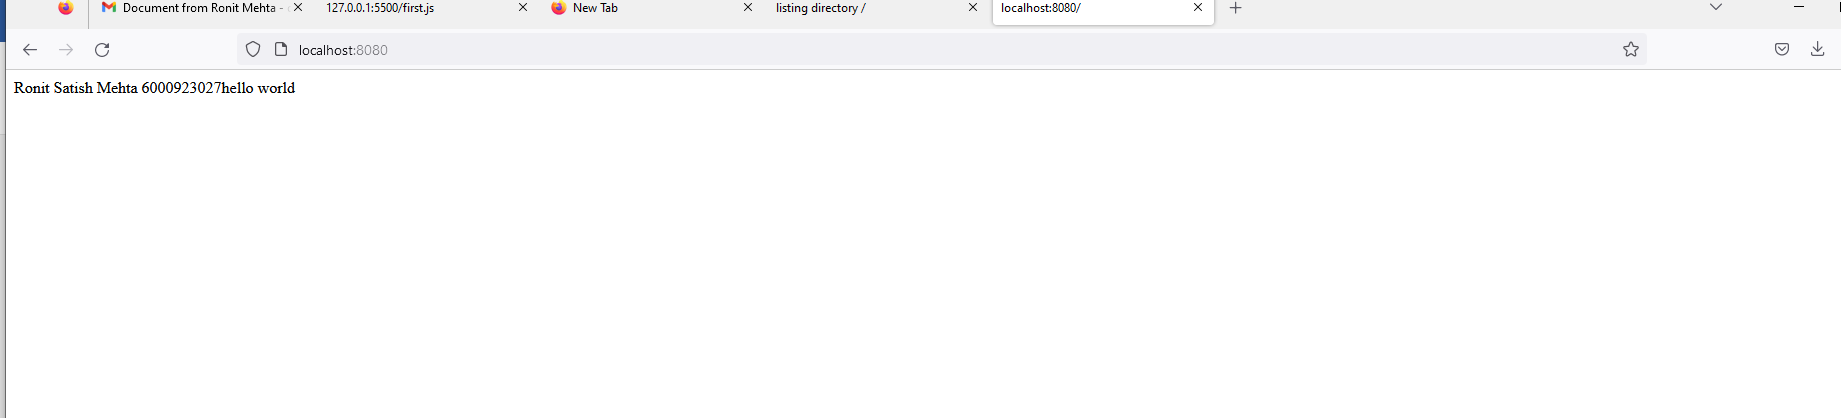 Document from Ronit Mehta -
127.0.0.1:5500/first.js
New Tab
listing directory /
localhost:8080/
localhost:8080
Ronit Satish Mehta 6000923027hello world